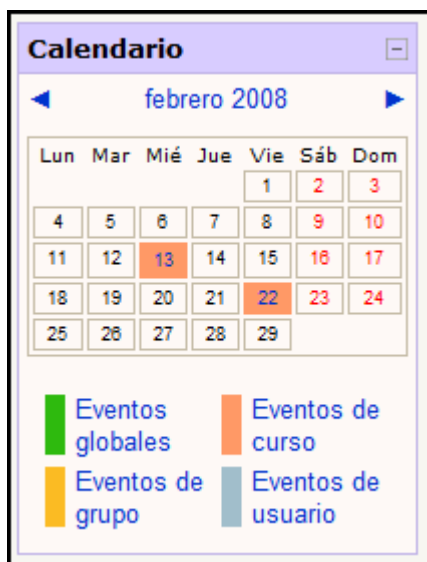 Calendario
febrero 2008
Lun Mar Mié Jue Vie Sáb Dom
1 2 3
4 5 6 7 8 9 10
11 12 13 14 15 16 17
18 19 20 21 22 23 24
25 26 27 28 29
Eventos globales
Eventos de curso
Eventos de grupo
Eventos de usuario